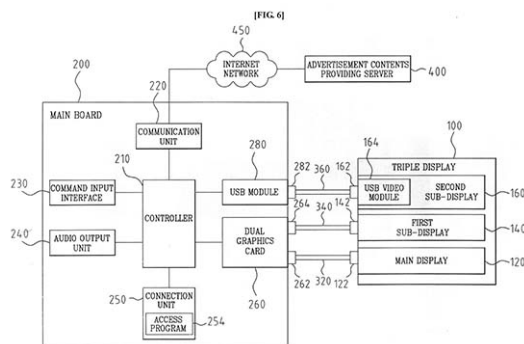 [FIG. 6]
450
INTERNET
NETWORK
ADVERTISEMENT CONTENTS
PROVIDING SERVER
400
200
220
MAIN BOARD
COMMUNICATION
UNIT
210
280
282
360
162
164
100
TRIPLE DISPLAY
230
COMMAND INPUT
INTERFACE
CONTROLLER
USB MODULE
264
340
142
USB VIDEO
MODULE
SECOND
SUB-DISPLAY
160
240
AUDIO OUTPUT
UNIT
DUAL
GRAPHICS
CARD
FIRST
SUB-DISPLAY
140
MAIN DISPLAY
120
250
CONNECTION
UNIT
ACCESS
PROGRAM
254
260
262
320
122